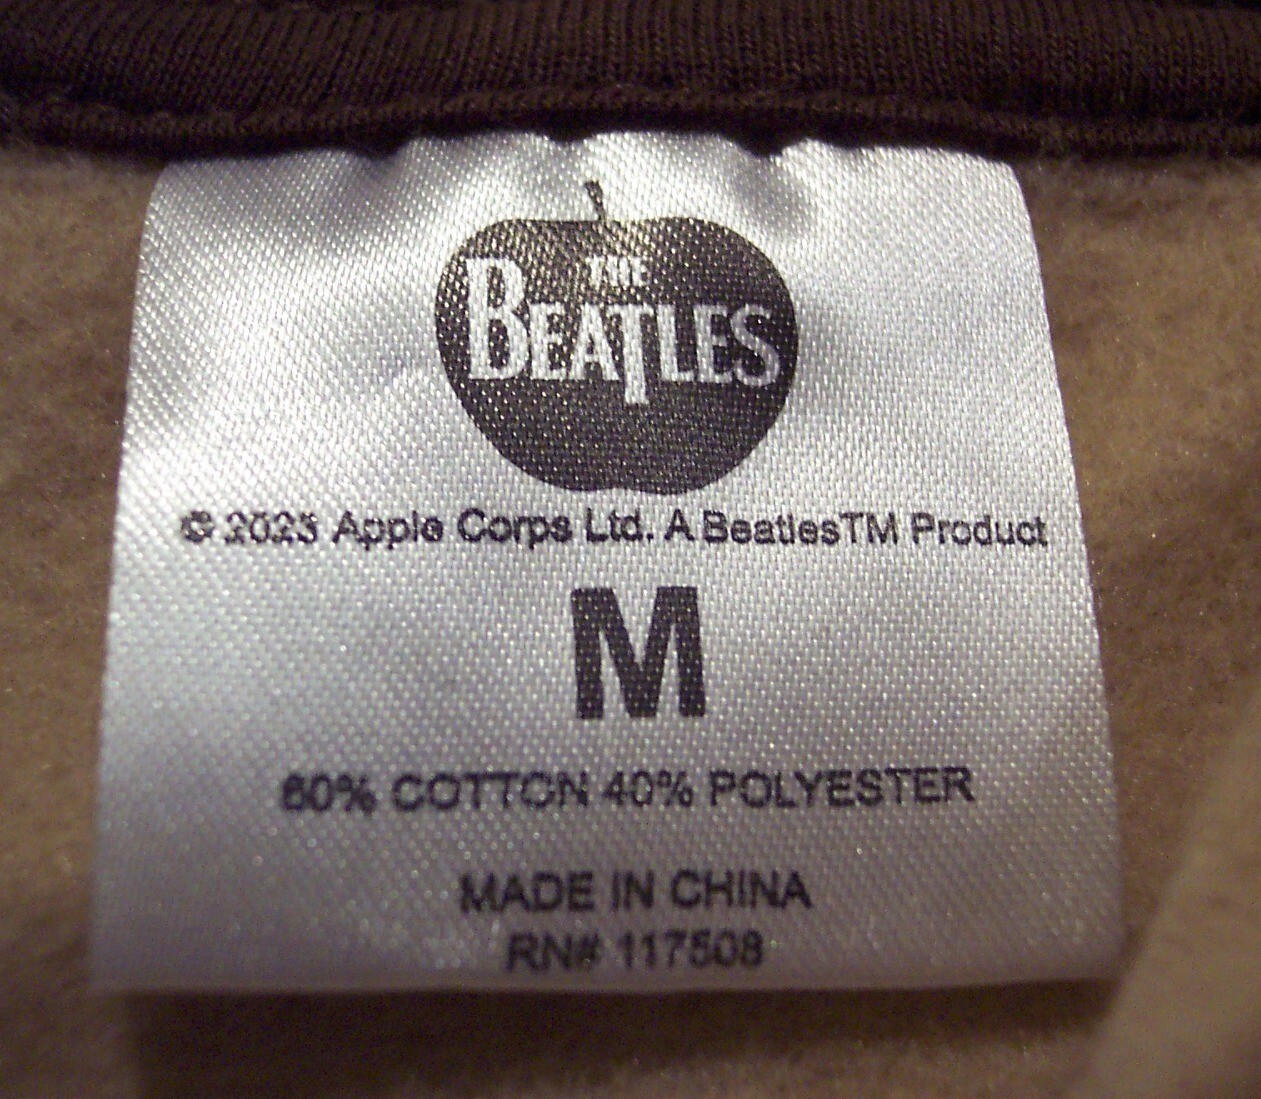 THE
BEATLES
© 2023 Apple Corps Ltd. A BeatlesTM Product
M
60% COTTON 40% POLYESTER
MADE IN CHINA
RN# 117508